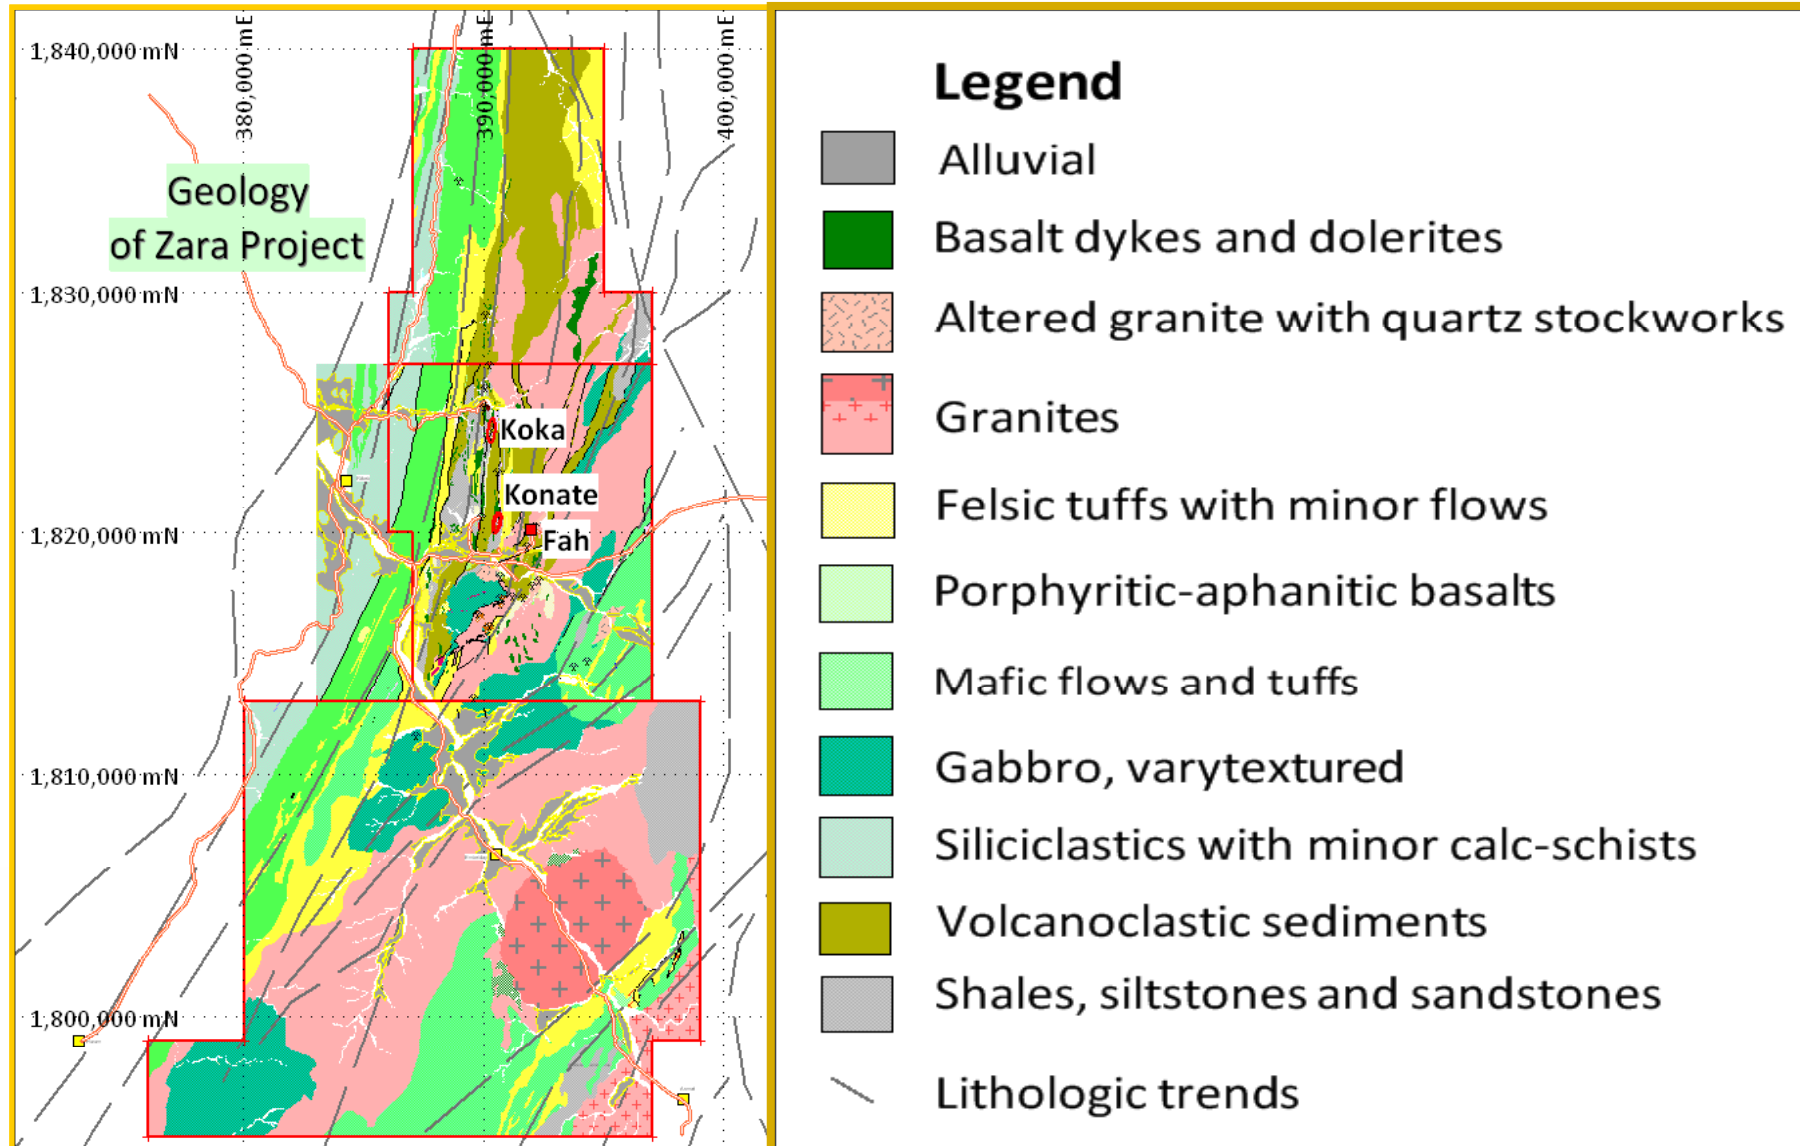 1,840,000 mN
380,000 mE
390,000 mE
400,000 mE
Geology
of Zara Project
1,830,000 mN
Koka
Konate
1,820,000 mN
Fah
1,810,000 mN
1,800,000 mN
Legend
Alluvial
Basalt dykes and dolerites
Altered granite with quartz stockworks
Granites
Felsic tuffs with minor flows
Porphyritic-aphanitic basalts
Mafic flows and tuffs
Gabbro, varytextured
Siliciclastics with minor calc-schists
Volcanoclastic sediments
Shales, siltstones and sandstones
Lithologic trends